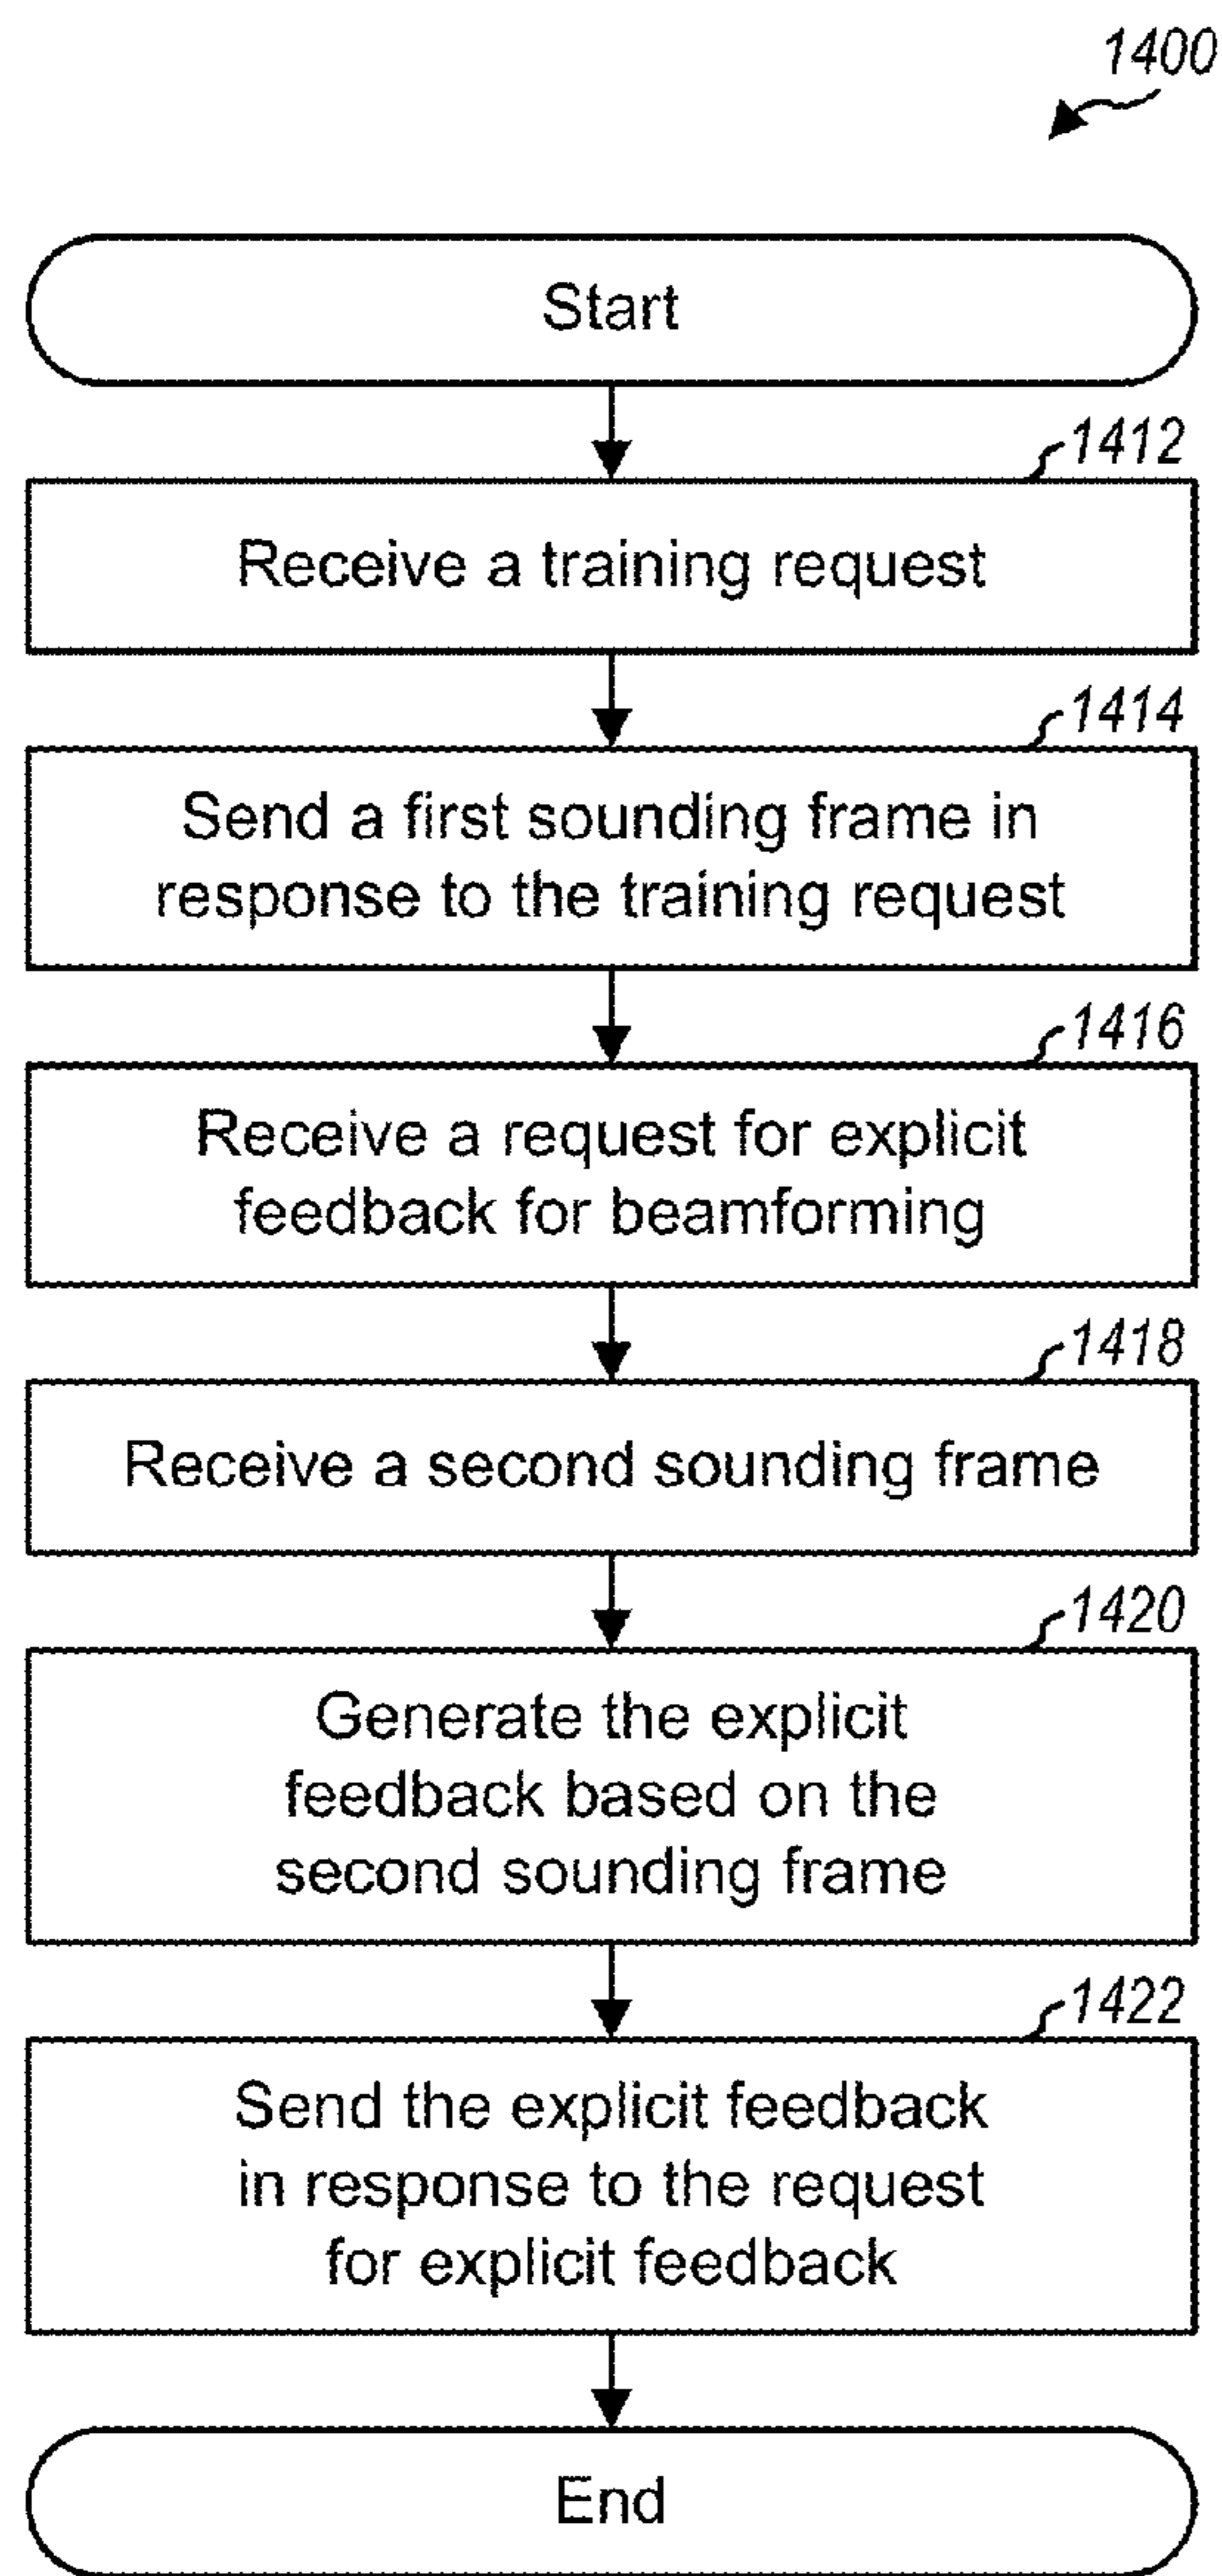 1400
Start
1412
Receive a training request
1414
Send a first sounding frame in
response to the training request
1416
Receive a request for explicit
feedback for beamforming
1418
Receive a second sounding frame
1420
Generate the explicit
feedback based on the
second sounding frame
1422
Send the explicit feedback
in response to the request
for explicit feedback
End